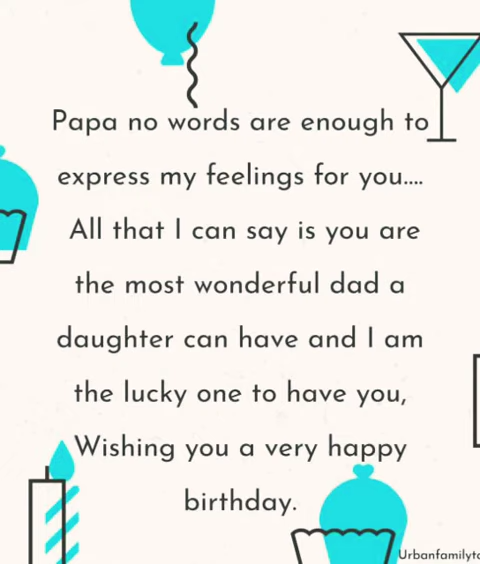 Papa no words are enough to
express my feelings for you....
All that I can say is you are
the most wonderful dad a
daughter can have and I am
the lucky one to have you,
Wishing you a very happy
birthday.
Urbanfamilyta